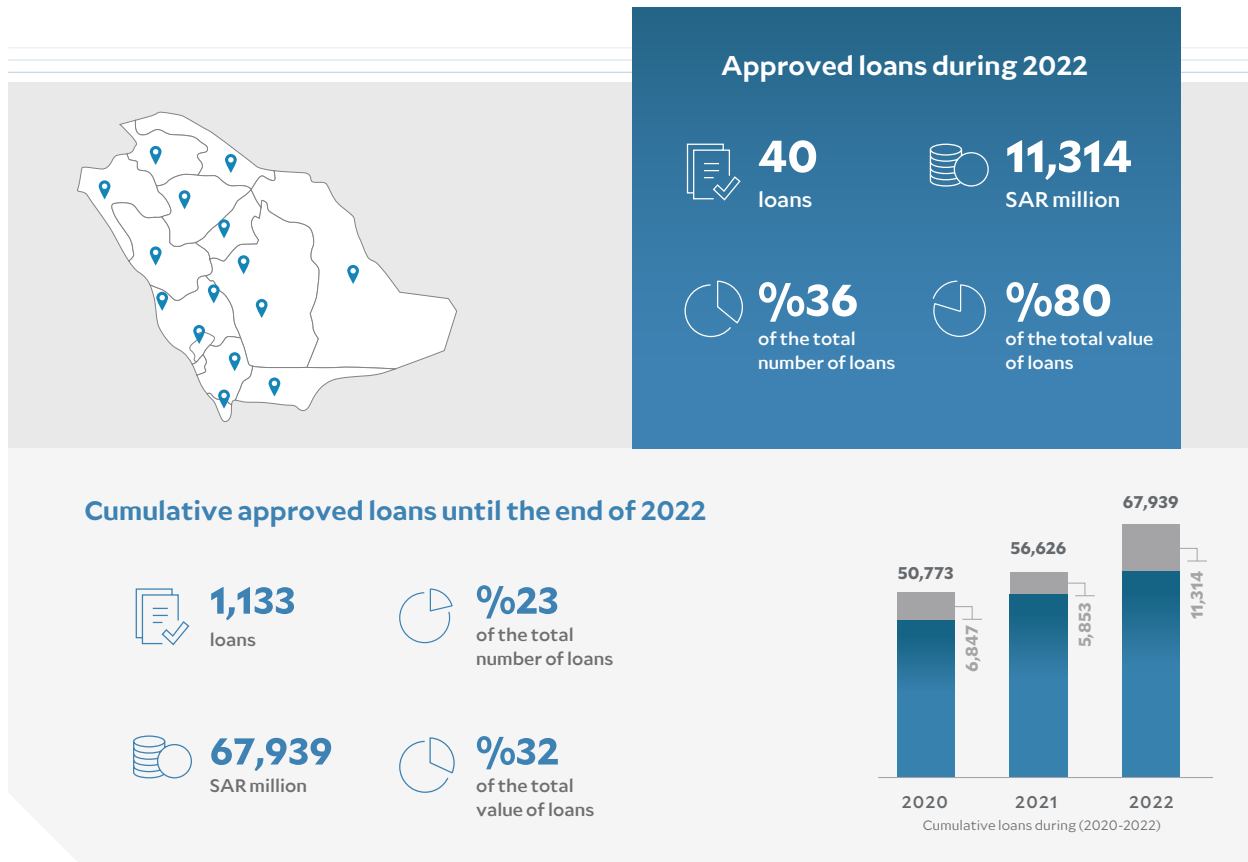 Approved loans during 2022
40
loans
11,314
SAR million
%36
of the total
number of loans
%80
of the total value
of loans
Cumulative approved loans until the end of 2022
1,133
loans
%23
of the total
number of loans
67,939
SAR million
%32
of the total
value of loans
50,773
6,847
56,626
5,853
67,939
11,314
2020
2021
2022
Cumulative loans during (2020-2022)